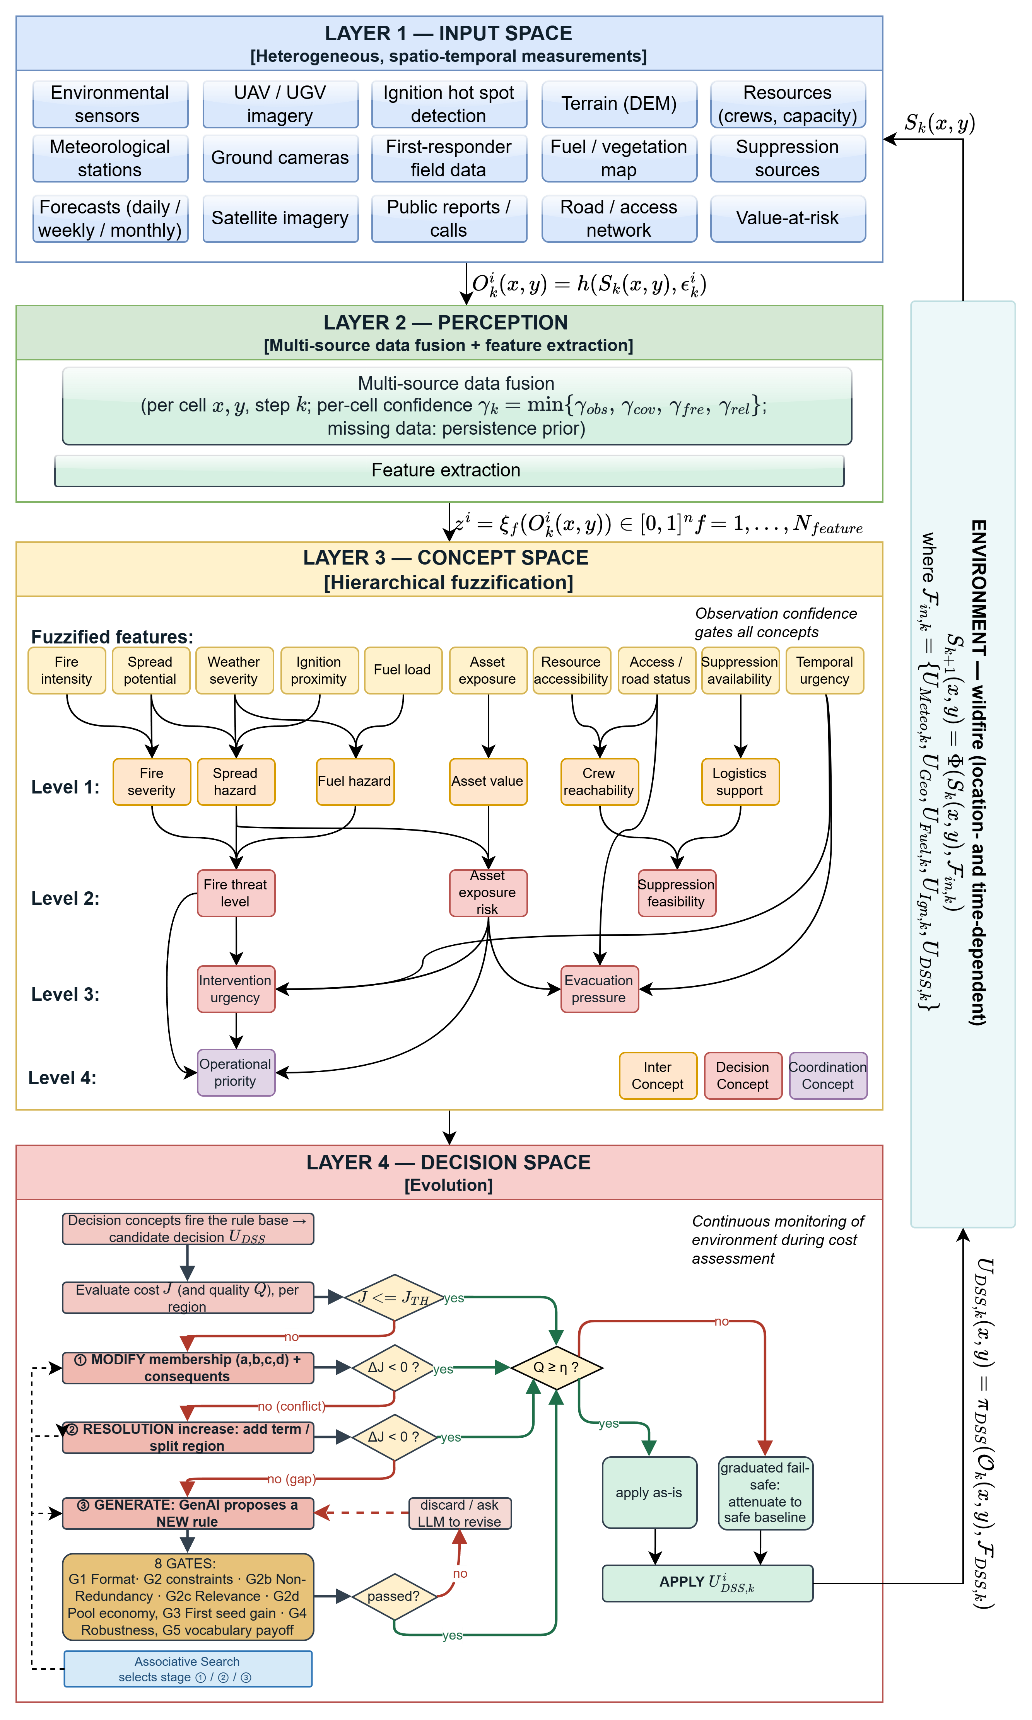 LAYER 1 — INPUT SPACE
[Heterogeneous, spatio-temporal measurements]
Environmental
sensors
UAV / UGV
imagery
Ignition hot spot
detection
Terrain (DEM)
Resources
(crews, capacity)
Meteorological
stations
Ground cameras
First-responder
field data
Fuel / vegetation
map
Suppression
sources
Forecasts (daily /
weekly / monthly)
Satellite imagery
Public reports /
calls
Road / access
network
Value-at-risk
S_k(x, y)
O_k^i(x, y) = h(S_k(x, y), ϵ_k^i)
LAYER 2 — PERCEPTION
[Multi-source data fusion + feature extraction]
Multi-source data fusion
(per cell x, y, step k; per-cell confidence γ_k = min{γ_obs, γ_cov, γ_fre, γ_rel};
missing data: persistence prior)
Feature extraction
z^i = ξ_f(O_k^i(x, y)) ∈ [0, 1]^n f = 1, . . . , N_feature
LAYER 3 — CONCEPT SPACE
[Hierarchical fuzzification]
Observation confidence
gates all concepts
Fuzzified features:
Fire
intensity
Spread
potential
Weather
severity
Ignition
proximity
Fuel load
Asset
exposure
Resource
accessibility
Access /
road status
Suppression
availability
Temporal
urgency
Level 1:
Fire
severity
Spread
hazard
Fuel hazard
Asset value
Crew
reachability
Logistics
support
Level 2:
Fire threat
level
Asset
exposure
risk
Suppression
feasibility
Level 3:
Intervention
urgency
Evacuation
pressure
Level 4:
Operational
priority
Inter
Concept
Decision
Concept
Coordination
Concept
ENVIRONMENT — wildfire (location- and time-dependent)
S_{k+1}(x, y) = Φ(S_k(x, y), F_{in,k})
where F_{in,k} = {U_{Meteo,k}, U_{Geo}, U_{Fuel,k}, U_{Ign,k}, U_{DSS,k}}
LAYER 4 — DECISION SPACE
[Evolution]
Decision concepts fire the rule base →
candidate decision U_DSS
Continuous monitoring of
environment during cost
assessment
Evaluate cost J (and quality Q), per
region
J <= J_TH
yes
no
① MODIFY membership (a,b,c,d) +
consequents
ΔJ < 0 ?
yes
Q ≥ η ?
no
yes
no (conflict)
② RESOLUTION increase: add term /
split region
ΔJ < 0 ?
yes
no (gap)
③ GENERATE: GenAI proposes a
NEW rule
discard / ask
LLM to revise
apply as-is
graduated fail-
safe:
attenuate to
safe baseline
no
8 GATES:
G1 Format· G2 constraints · G2b Non-
Redundancy · G2c Relevance · G2d
Pool economy, G3 First seed gain · G4
Robustness, G5 vocabulary payoff
passed?
yes
APPLY U_{DSS,k}^i
Associative Search
selects stage ① / ② / ③
U_{DSS,k}(x, y) = π_{DSS}(O_k(x, y), F_{DSS,k})